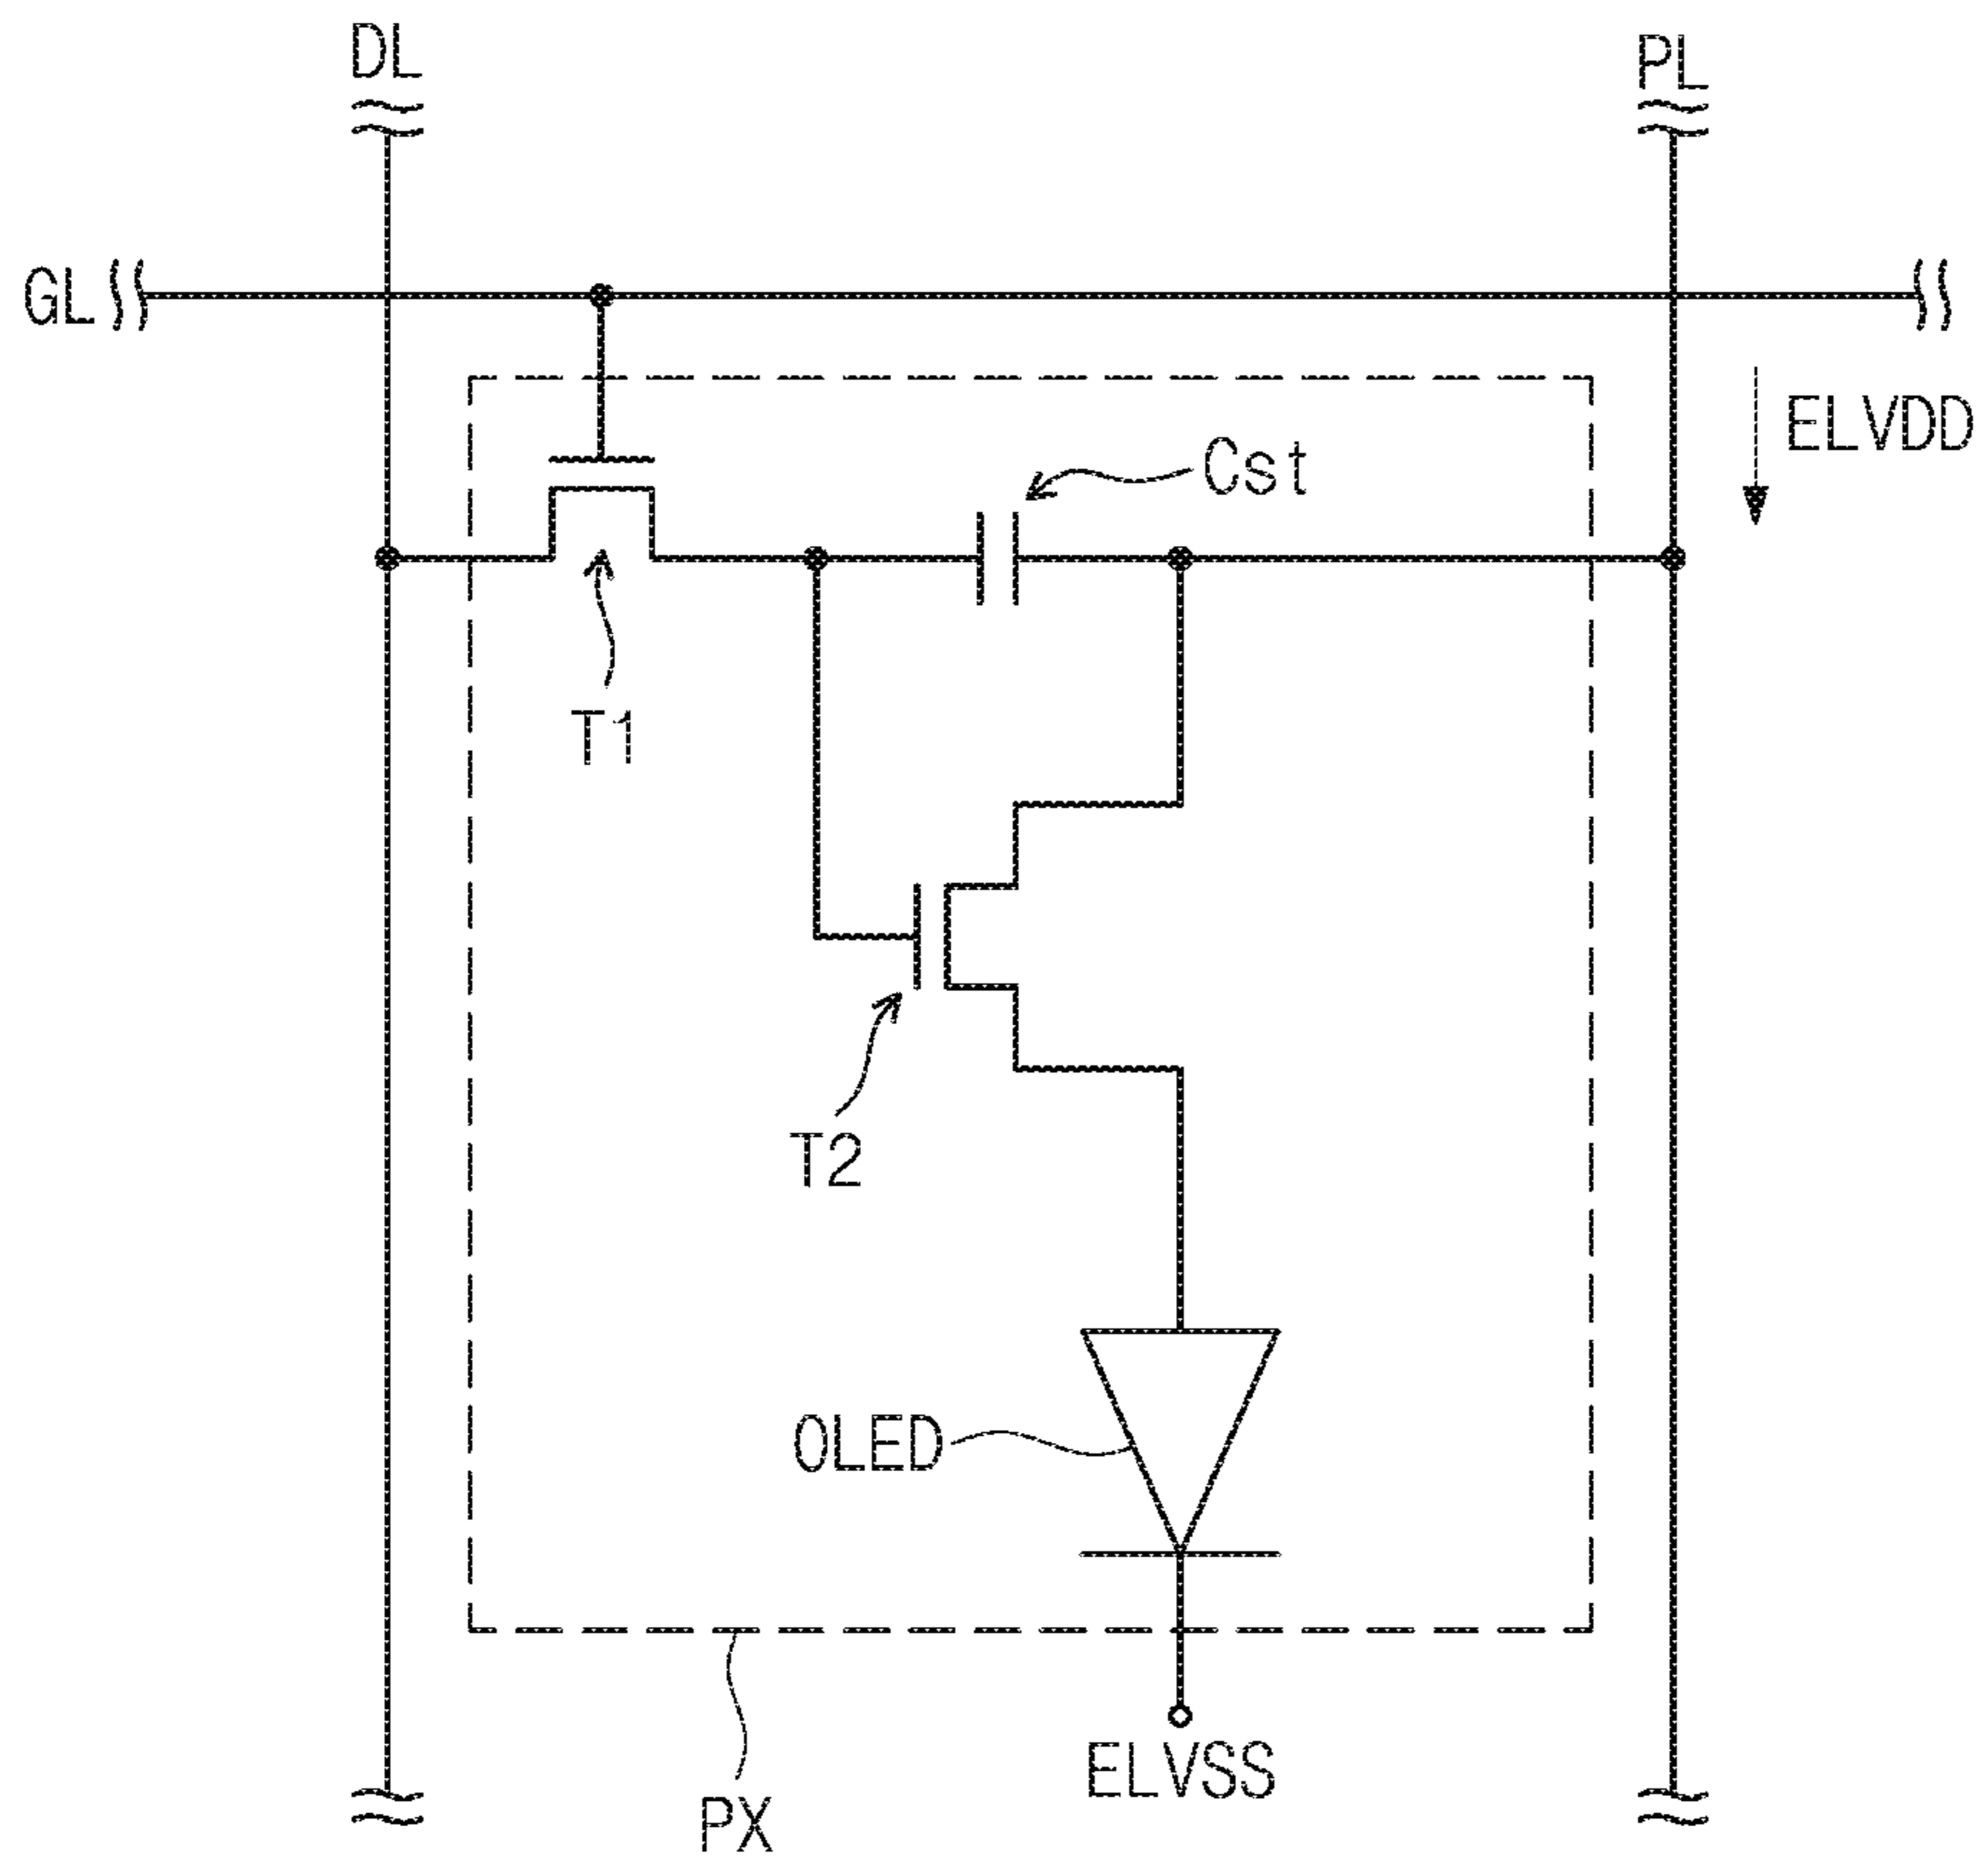 DL
PL
GL
ELVDD
Cst
T1
T2
OLED
ELVSS
PX